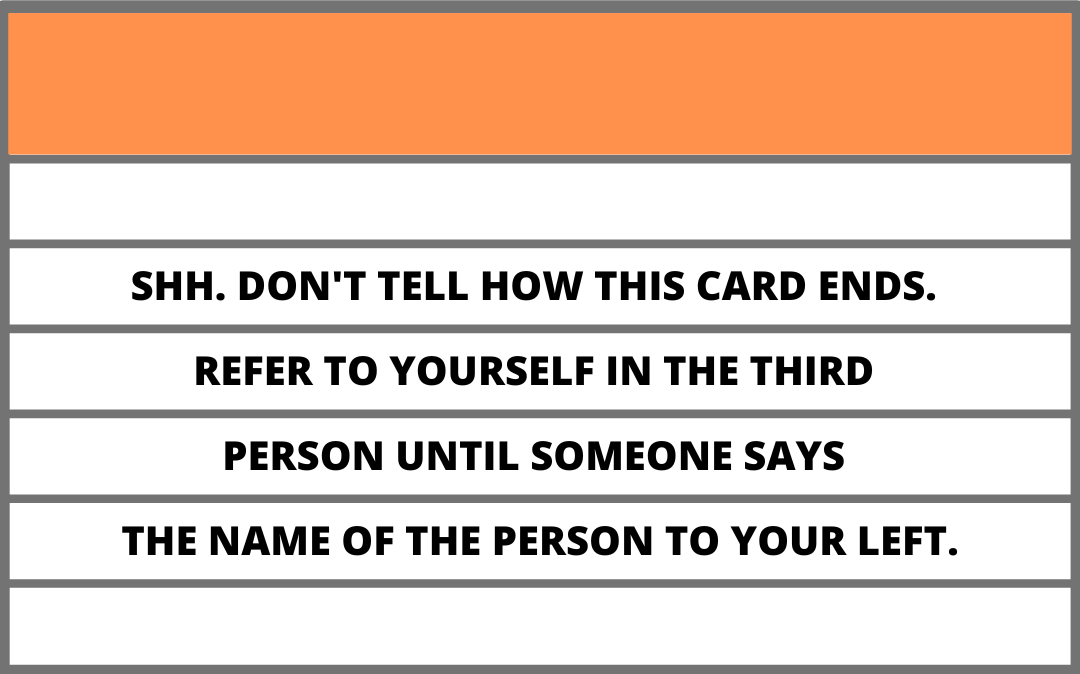 SHH. DON'T TELL HOW THIS CARD ENDS.
REFER TO YOURSELF IN THE THIRD
PERSON UNTIL SOMEONE SAYS
THE NAME OF THE PERSON TO YOUR LEFT.